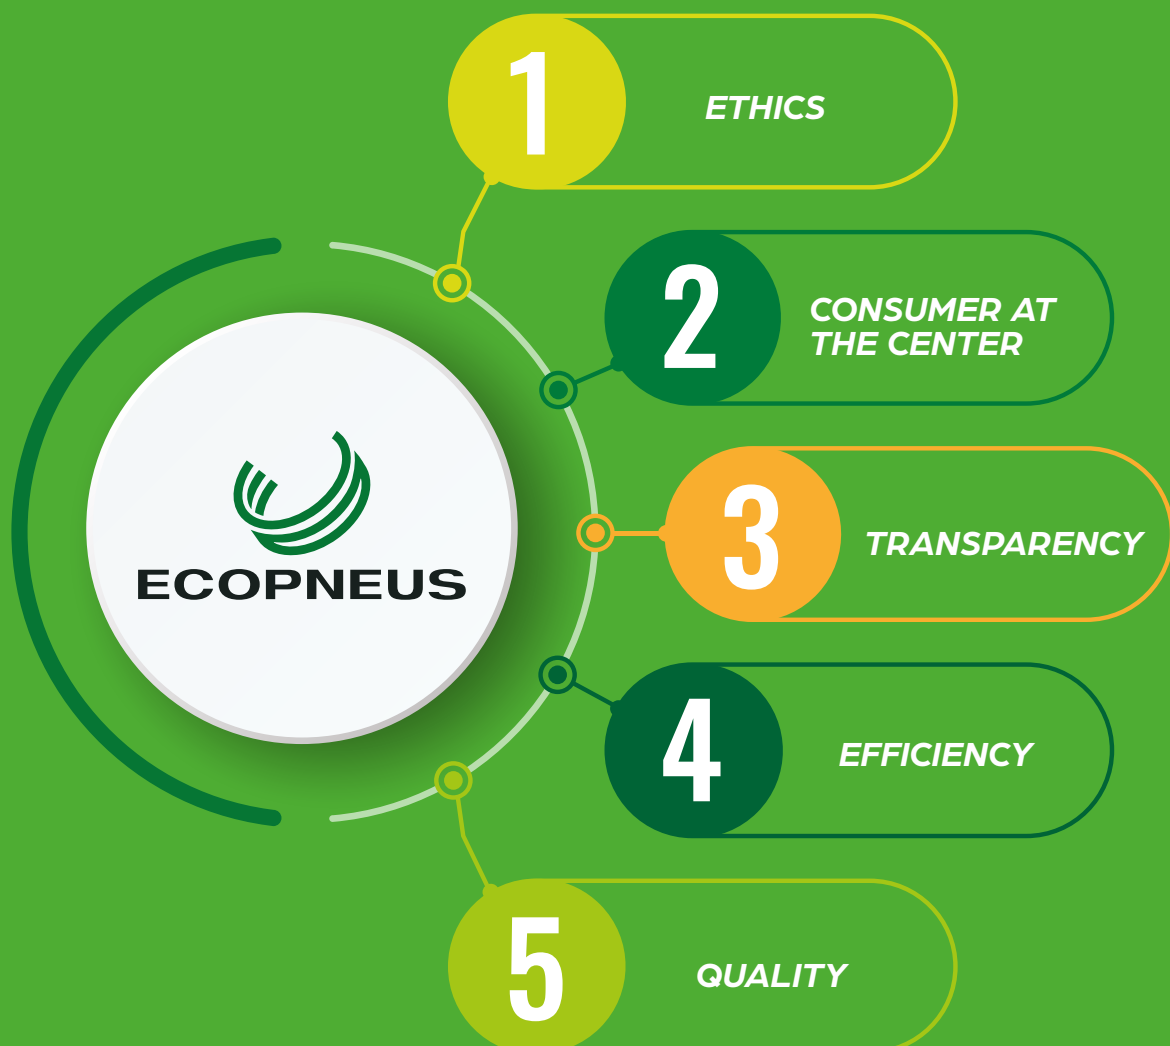 1
ETHICS
2
CONSUMER AT
THE CENTER
3
TRANSPARENCY
ECOPNEUS
4
EFFICIENCY
5
QUALITY